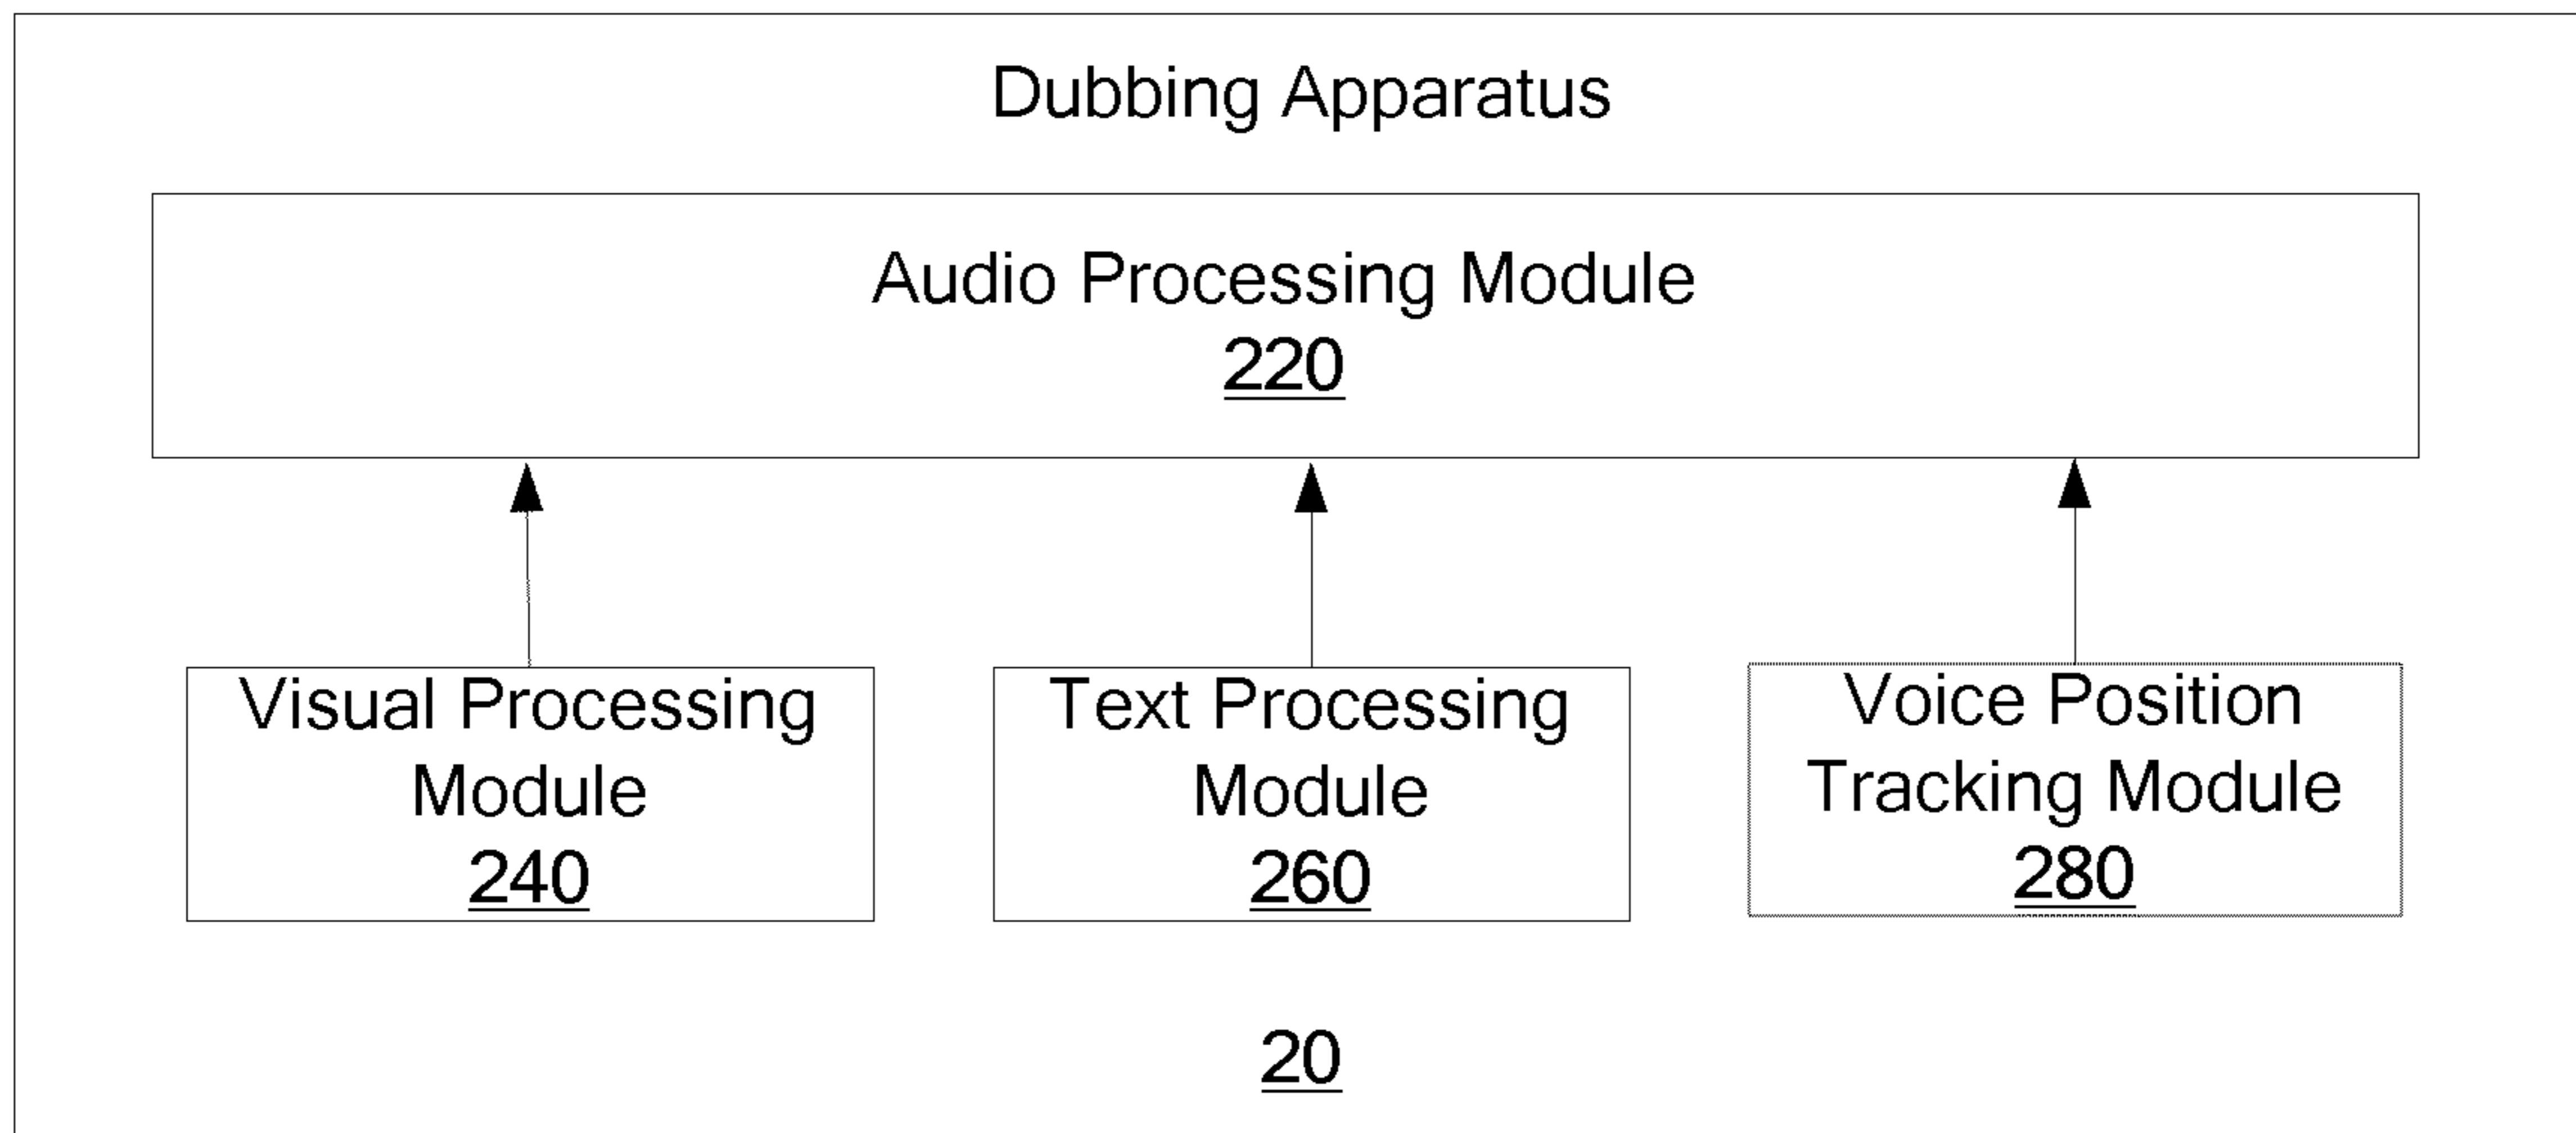 Dubbing Apparatus
Audio Processing Module
220
Visual Processing
Module
240
Text Processing
Module
260
Voice Position
Tracking Module
280
20